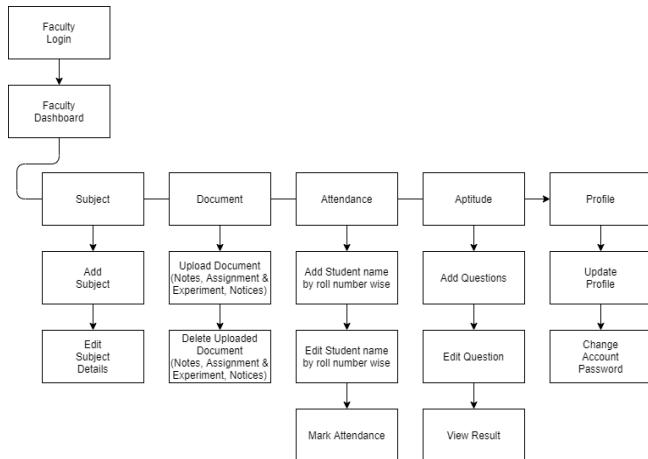 Faculty
Login
Faculty
Dashboard
Subject
Document
Attendance
Aptitude
Profile
Add
Subject
Upload Document
(Notes, Assignment &
Experiment, Notices)
Add Student name
by roll number wise
Add Questions
Update
Profile
Edit
Subject
Details
Delete Uploaded
Document
(Notes, Assignment &
Experiment, Notices)
Edit Student name
by roll number wise
Edit Question
Change
Account
Password
Mark Attendance
View Result